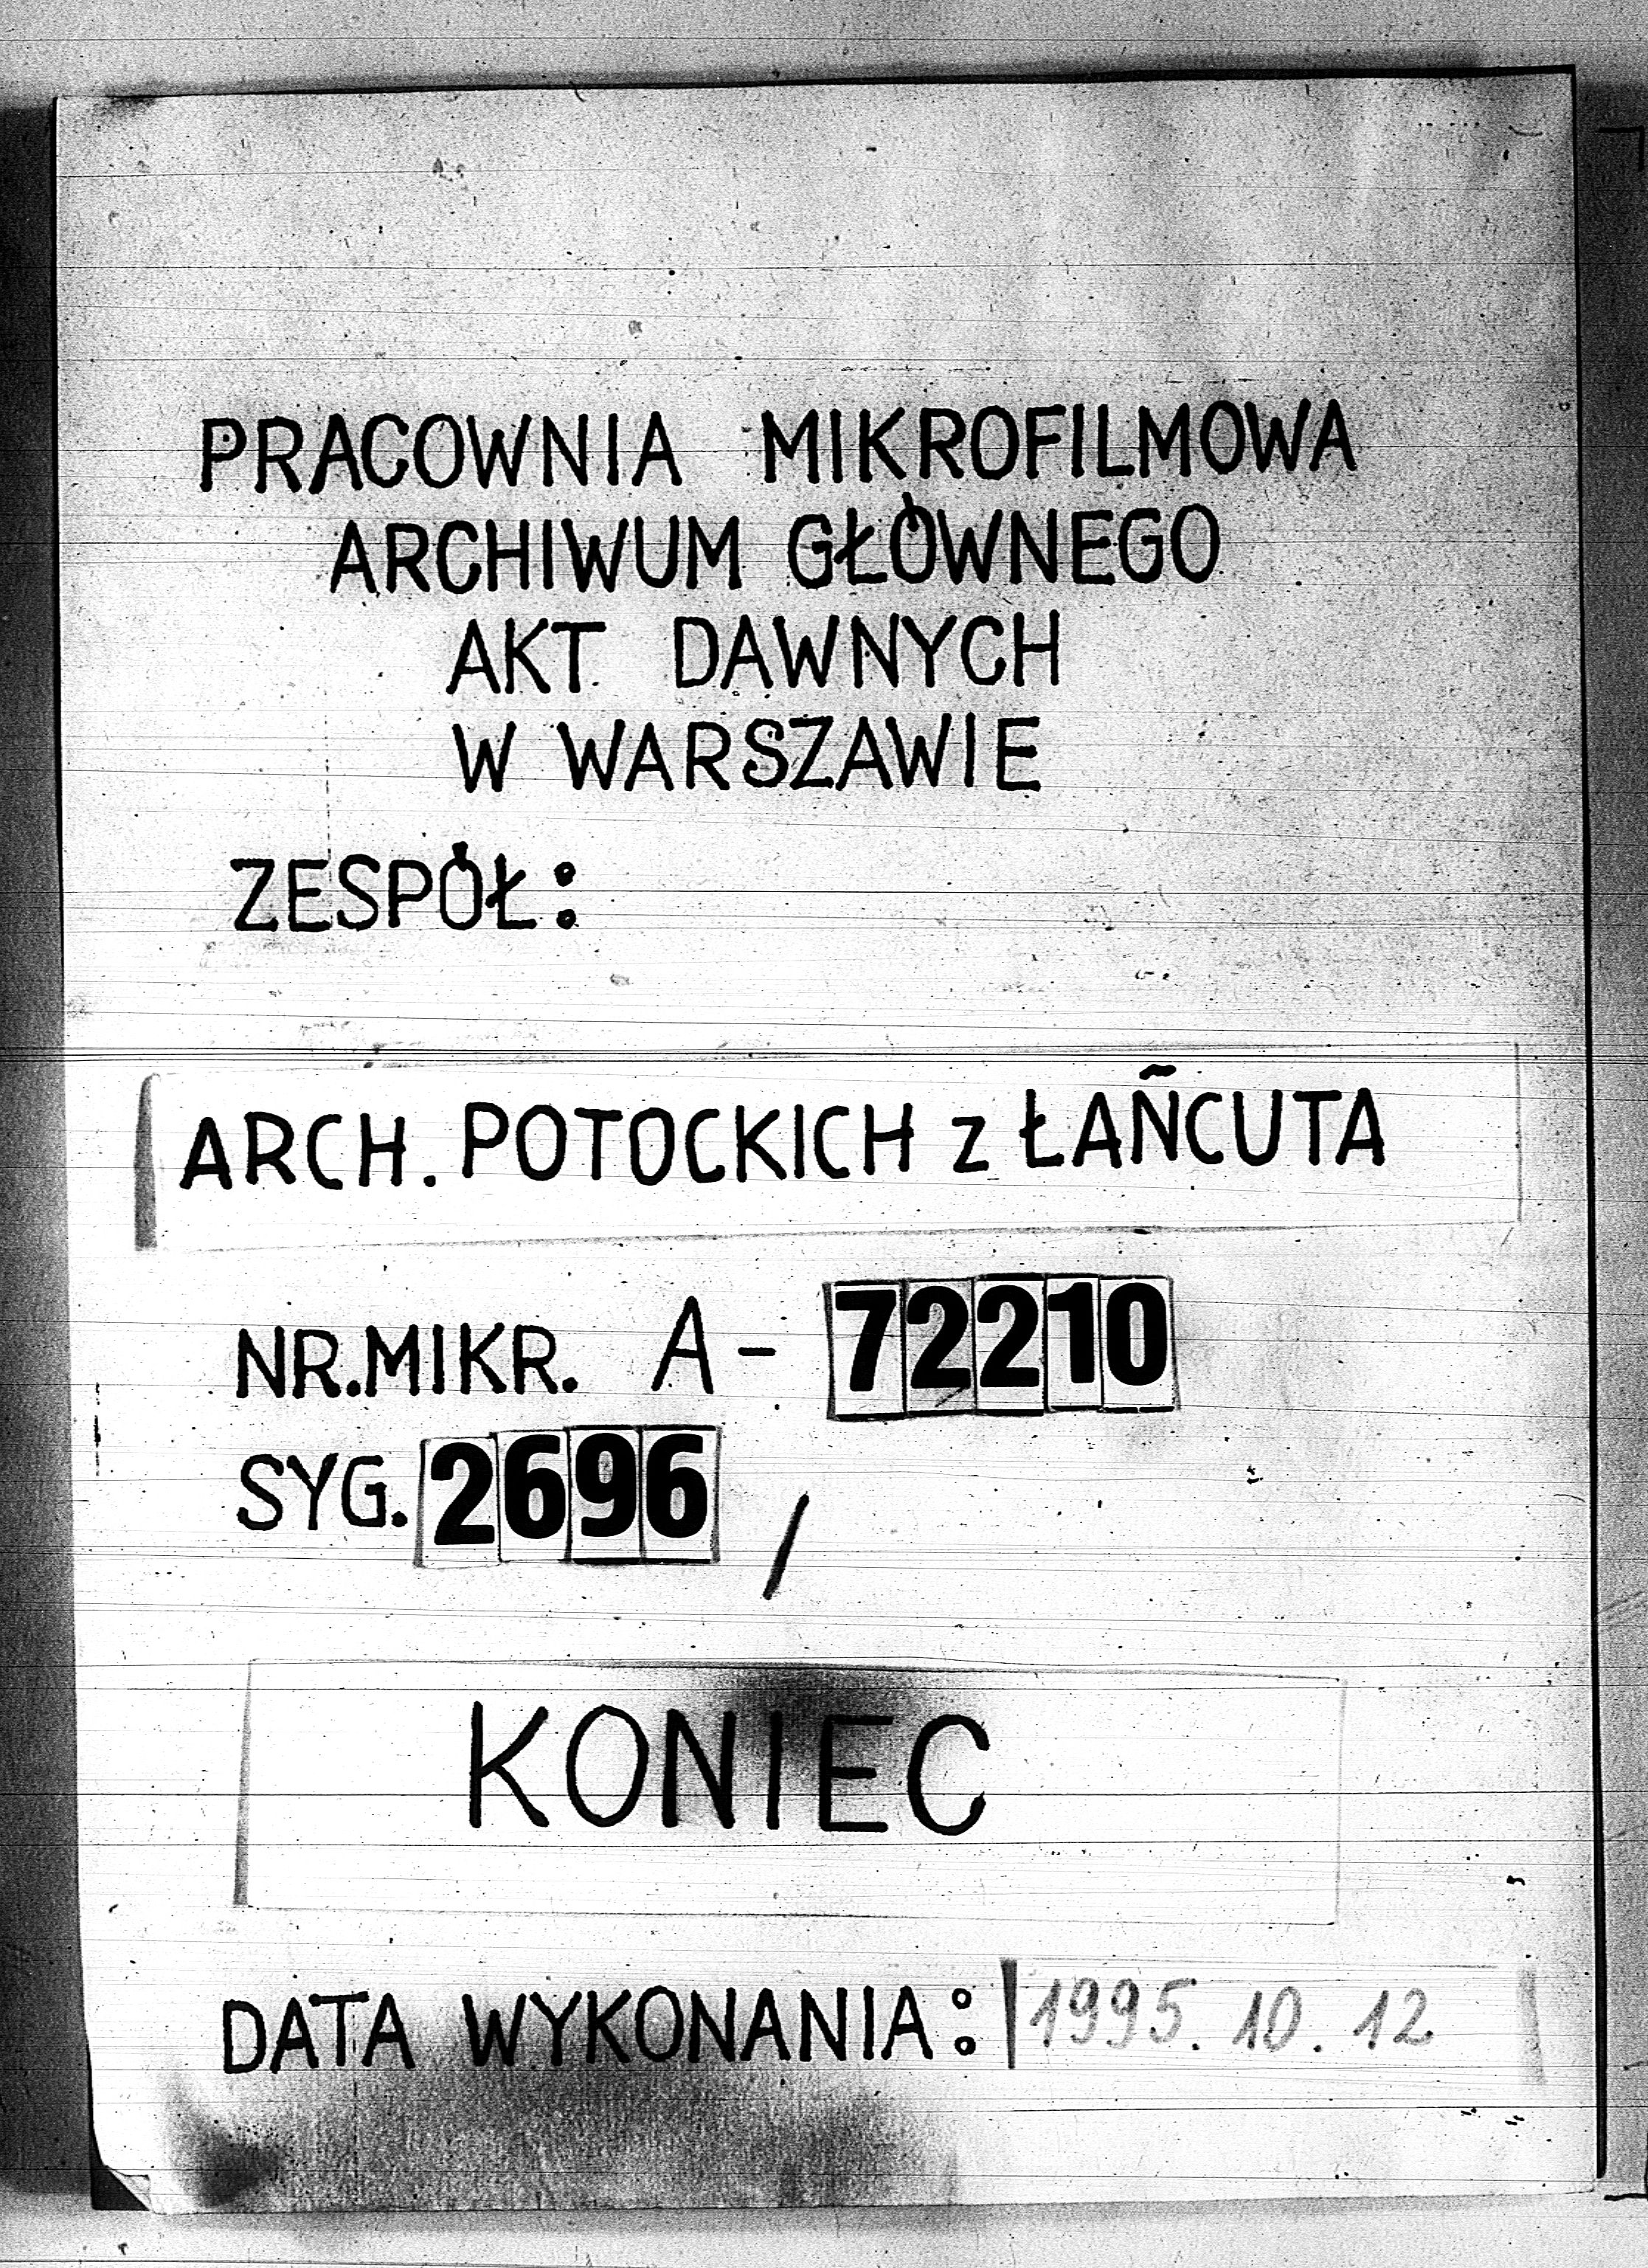 PRACOWNIA MIKROFILMOWA
ARCHIWUM GŁÓWNEGO
AKT DAWNYCH
W WARSZAWIE
ZESPÓŁ:
ARCH. POTOCKICH z ŁAŃCUTA
NR.MIKR. A- 72210
SYG. 2696 /
KONIEC
DATA WYKONANIA: 1995.10.12